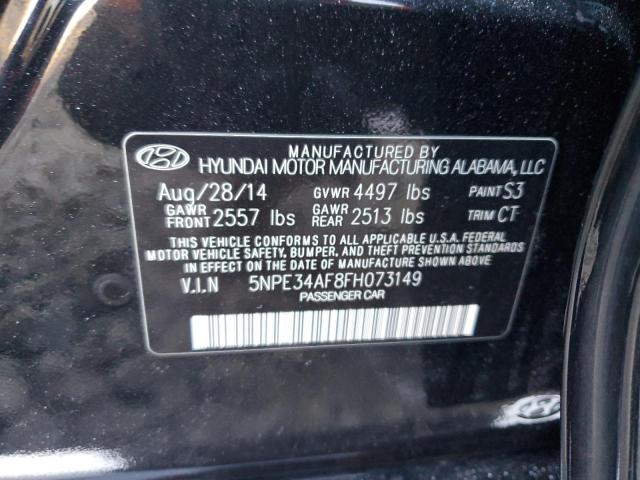 MANUFACTURED BY
HYUNDAI MOTOR MANUFACTURING ALABAMA, LLC
Aug/28/14 GVWR 4497 lbs PAINT S3
GAWR FRONT 2557 lbs GAWR REAR 2513 lbs TRIM CT
THIS VEHICLE CONFORMS TO ALL APPLICABLE U.S.A. FEDERAL
MOTOR VEHICLE SAFETY, BUMPER, AND THEFT PREVENTION STANDARDS
IN EFFECT ON THE DATE OF MANUFACTURE SHOWN ABOVE.
V.I.N 5NPE34AF8FH073149
PASSENGER CAR